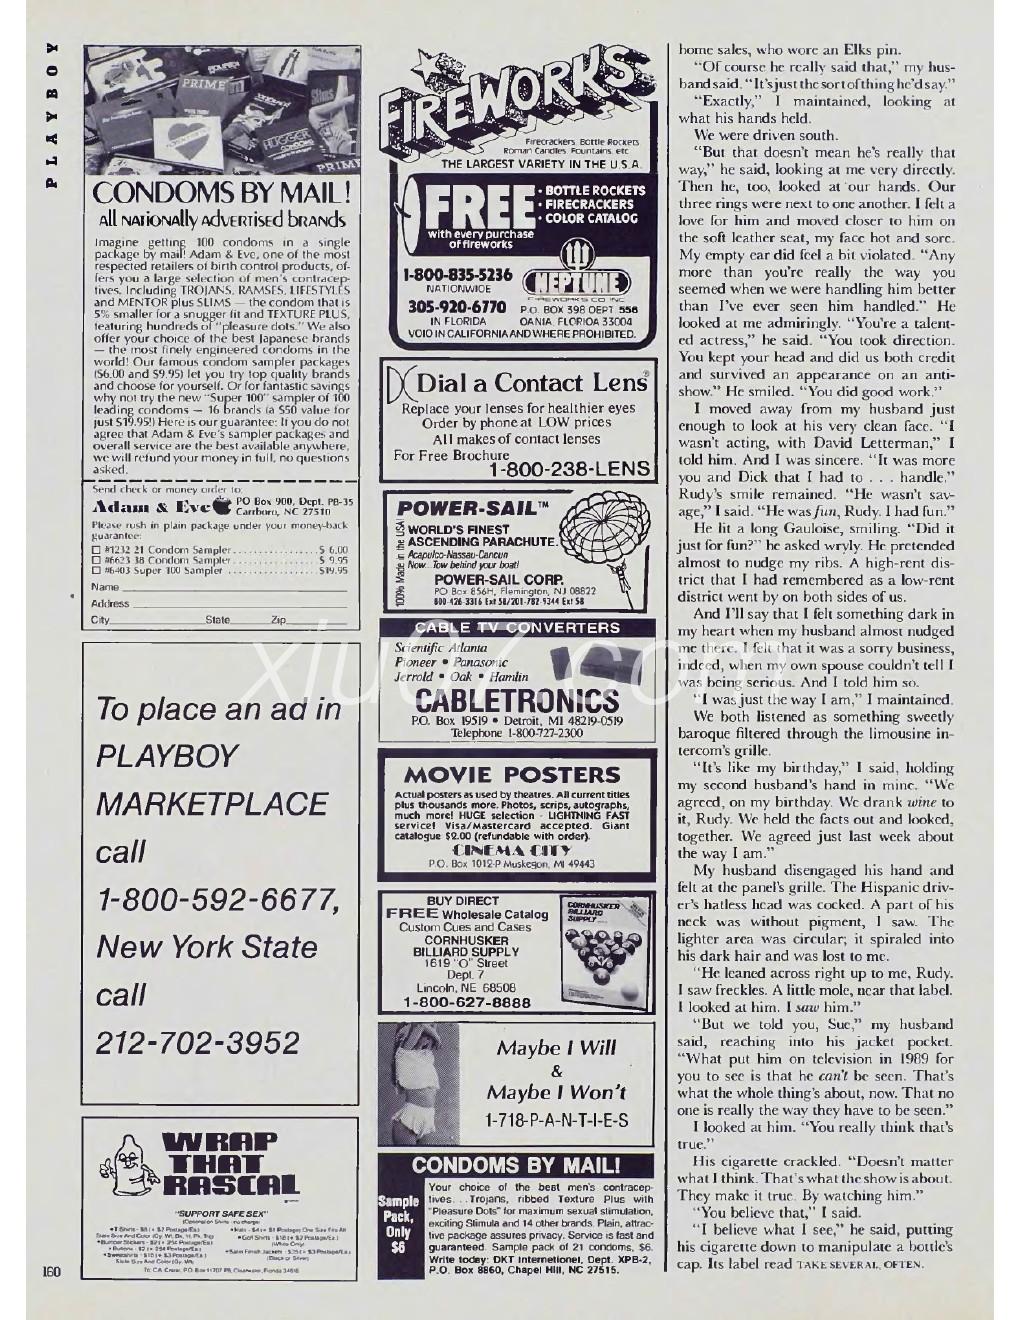 PLAYBOY
CONDOMS BY MAIL!
All NATIONALLY ADVERTISED BRANDS
Imagine getting 100 condoms in a single
package by mail! Adam & Eve, one of the most
respected retailers of birth control products, of-
fers you a large selection of men's contracep-
tives. Including TROJANS, RAMSES, LIFESTYLES
and MENTOR plus SLIMS — the condom that is
5% smaller for a snugger fit and TEXTURE PLUS,
featuring hundreds of "pleasure dots." We also
offer your choice of the best Japanese brands
— the most finely engineered condoms in the
world! Our famous condom sampler packages
($6.00 and $9.95) let you try top quality brands
and choose for yourself. Or for fantastic savings
why not try the new "Super 100" sampler of 100
leading condoms — 16 brands (a $50 value for
just $19.95!) Here is our guarantee: If you do not
agree that Adam & Eve's sampler packages and
overall service are the best available anywhere,
we will refund your money in full, no questions
asked.
Send check or money order to:
Adam & Eve PO Box 900, Dept. PB-35
Carrboro, NC 27510
Please rush in plain package under your money-back
guarantee:
#1232 21 Condom Sampler $ 6.00
#6623 38 Condom Sampler $ 9.95
#6403 Super 100 Sampler $19.95
Name
Address
City State Zip
To place an ad in
PLAYBOY
MARKETPLACE
call
1-800-592-6677,
New York State
call
212-702-3952
WRAP
THAT
RASCAL
"SUPPORT SAFE SEX"
160
FIREWORKS
Firecrackers, Bottle Rockets
Roman Candles, Fountains, etc.
THE LARGEST VARIETY IN THE U.S.A.
FREE
with every purchase
of fireworks
· BOTTLE ROCKETS
· FIRECRACKERS
· COLOR CATALOG
1-800-835-5236
NATIONWIDE
305-920-6770
IN FLORIDA
NEPTUNE
FIREWORKS CO INC
P.O. BOX 398 DEPT 556
DANIA, FLORIDA 33004
VOID IN CALIFORNIA AND WHERE PROHIBITED.
Dial a Contact Lens®
Replace your lenses for healthier eyes
Order by phone at LOW prices
All makes of contact lenses
For Free Brochure
1-800-238-LENS
POWER-SAIL™
100% Made in the USA!
WORLD'S FINEST
ASCENDING PARACHUTE.
Acapulco-Nassau-Cancun
Now...Tow behind your boat!
POWER-SAIL CORP.
PO Box 856H, Flemington, NJ 08822
800-426-3316 Ext 58/201-782-9344 Ext 58
CABLE TV CONVERTERS
Scientific Atlanta
Pioneer • Panasonic
Jerrold • Oak • Hamlin
CABLETRONICS
P.O. Box 19519 • Detroit, MI 48219-0519
Telephone 1-800-727-2300
MOVIE POSTERS
Actual posters as used by theatres. All current titles
plus thousands more. Photos, scrips, autographs,
much more! HUGE selection - LIGHTNING FAST
service! Visa/Mastercard accepted. Giant
catalogue $2.00 (refundable with order).
CINEMA CITY
P.O. Box 1012-P Muskegon, MI 49443
BUY DIRECT
FREE Wholesale Catalog
Custom Cues and Cases
CORNHUSKER
BILLIARD SUPPLY
1619 "O" Street
Dept. 7
Lincoln, NE 68508
1-800-627-8888
CORNHUSKER
BILLIARD
SUPPLY
Maybe I Will
&
Maybe I Won't
1-718-P-A-N-T-I-E-S
CONDOMS BY MAIL!
Sample
Pack,
Only
$6
Your choice of the best men's contracep-
tives...Trojans, ribbed Texture Plus with
"Pleasure Dots" for maximum sexual stimulation,
exciting Stimula and 14 other brands. Plain, attrac-
tive package assures privacy. Service is fast and
guaranteed. Sample pack of 21 condoms, $6.
Write today: DKT International, Dept. XPB-2,
P.O. Box 8860, Chapel Hill, NC 27515.
home sales, who wore an Elks pin.
"Of course he really said that," my hus-
band said. "It's just the sort of thing he'd say."
"Exactly," I maintained, looking at
what his hands held.
We were driven south.
"But that doesn't mean he's really that
way," he said, looking at me very directly.
Then he, too, looked at our hands. Our
three rings were next to one another. I felt a
love for him and moved closer to him on
the soft leather seat, my face hot and sore.
My empty ear did feel a bit violated. "Any
more than you're really the way you
seemed when we were handling him better
than I've ever seen him handled." He
looked at me admiringly. "You're a talent-
ed actress," he said. "You took direction.
You kept your head and did us both credit
and survived an appearance on an anti-
show." He smiled. "You did good work."
I moved away from my husband just
enough to look at his very clean face. "I
wasn't acting, with David Letterman," I
told him. And I was sincere. "It was more
you and Dick that I had to . . . handle."
Rudy's smile remained. "He wasn't sav-
age," I said. "He was fun, Rudy. I had fun."
He lit a long Gauloise, smiling. "Did it
just for fun?" he asked wryly. He pretended
almost to nudge my ribs. A high-rent dis-
trict that I had remembered as a low-rent
district went by on both sides of us.
And I'll say that I felt something dark in
my heart when my husband almost nudged
me there. I felt that it was a sorry business,
indeed, when my own spouse couldn't tell I
was being serious. And I told him so.
"I was just the way I am," I maintained.
We both listened as something sweetly
baroque filtered through the limousine in-
tercom's grille.
"It's like my birthday," I said, holding
my second husband's hand in mine. "We
agreed, on my birthday. We drank wine to
it, Rudy. We held the facts out and looked,
together. We agreed just last week about
the way I am."
My husband disengaged his hand and
felt at the panel's grille. The Hispanic driv-
er's hatless head was cocked. A part of his
neck was without pigment, I saw. The
lighter area was circular; it spiraled into
his dark hair and was lost to me.
"He leaned across right up to me, Rudy.
I saw freckles. A little mole, near that label.
I looked at him. I saw him."
"But we told you, Sue," my husband
said, reaching into his jacket pocket.
"What put him on television in 1989 for
you to see is that he can't be seen. That's
what the whole thing's about, now. That no
one is really the way they have to be seen."
I looked at him. "You really think that's
true."
His cigarette crackled. "Doesn't matter
what I think. That's what the show is about.
They make it true. By watching him."
"You believe that," I said.
"I believe what I see," he said, putting
his cigarette down to manipulate a bottle's
cap. Its label read TAKE SEVERAL, OFTEN.